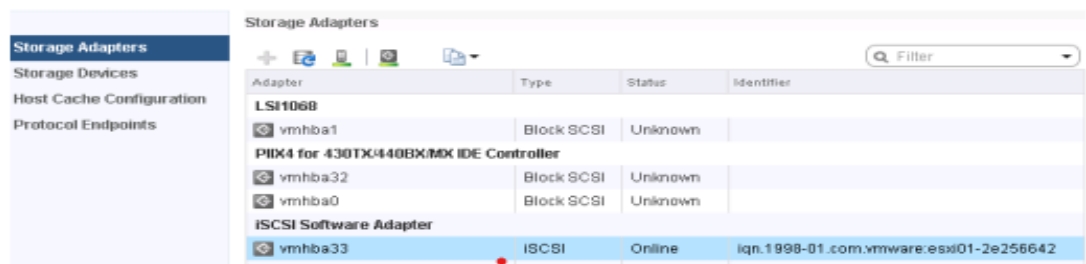 Storage Adapters
Storage Adapters
Storage Devices
Host Cache Configuration
Protocol Endpoints
Filter
Adapter Type Status Identifier
LSI1068
vmhba1 Block SCSI Unknown
PIIX4 for 430TX/440BX/MX IDE Controller
vmhba32 Block SCSI Unknown
vmhba0 Block SCSI Unknown
iSCSI Software Adapter
vmhba33 iSCSI Online iqn.1998-01.com.vmware:esxi01-2e256642